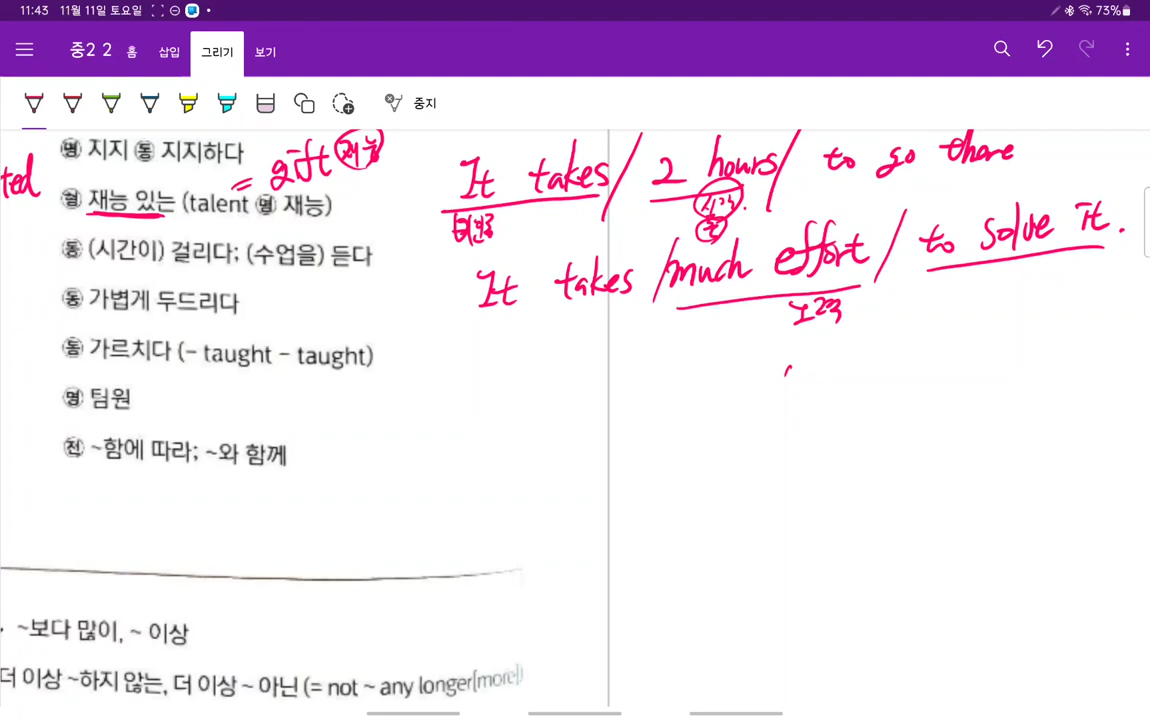 11:43 11월 11일 토요일 73%
중2 2 홈 삽입 그리기 보기
중지
명 지지 동 지지하다
ted = gift 재능
형 재능 있는 (talent 명 재능)
동 (시간이) 걸리다; (수업을) 듣다
동 가볍게 두드리다
동 가르치다 (– taught – taught)
명 팀원
전 ~함에 따라; ~와 함께
It takes / 2 hours / to go there
시간
돈
It takes / much effort / to solve it.
노력
~보다 많이, ~ 이상
더 이상 ~하지 않는, 더 이상 ~ 아닌 (= not ~ any longer[more])